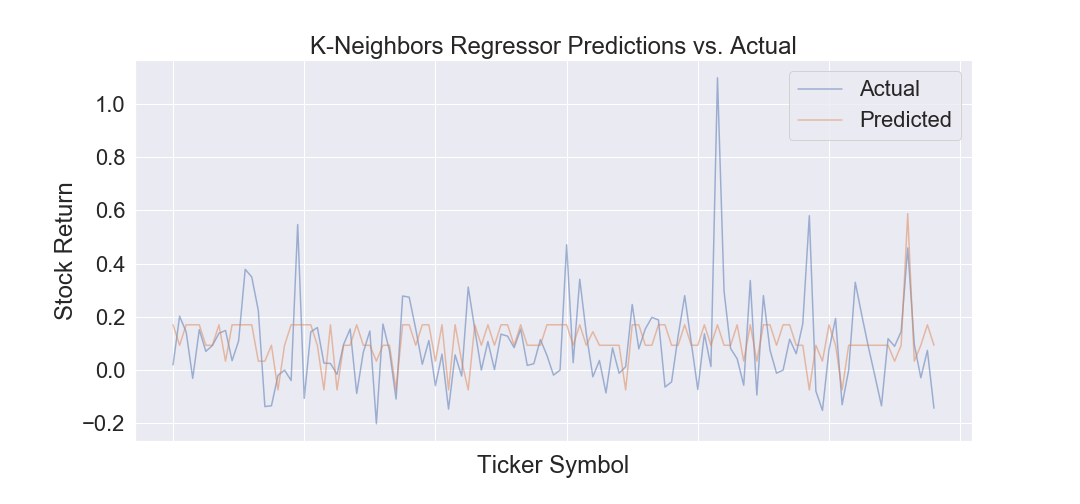 K-Neighbors Regressor Predictions vs. Actual
Actual
Predicted
1.0
0.8
0.6
0.4
0.2
0.0
−0.2
Stock Return
Ticker Symbol